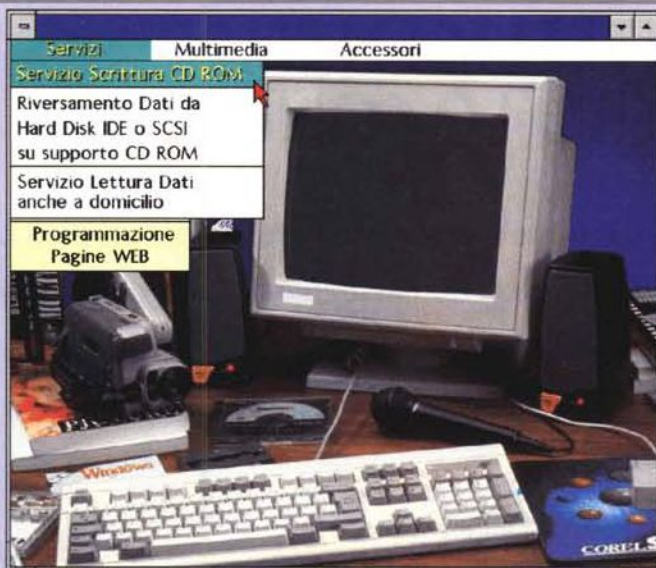 Servizi Multimedia Accessori
Servizio Scrittura CD ROM
Riversamento Dati da
Hard Disk IDE o SCSI
su supporto CD ROM
Servizio Lettura Dati
anche a domicilio
Programmazione
Pagine WEB
Windows
COREL